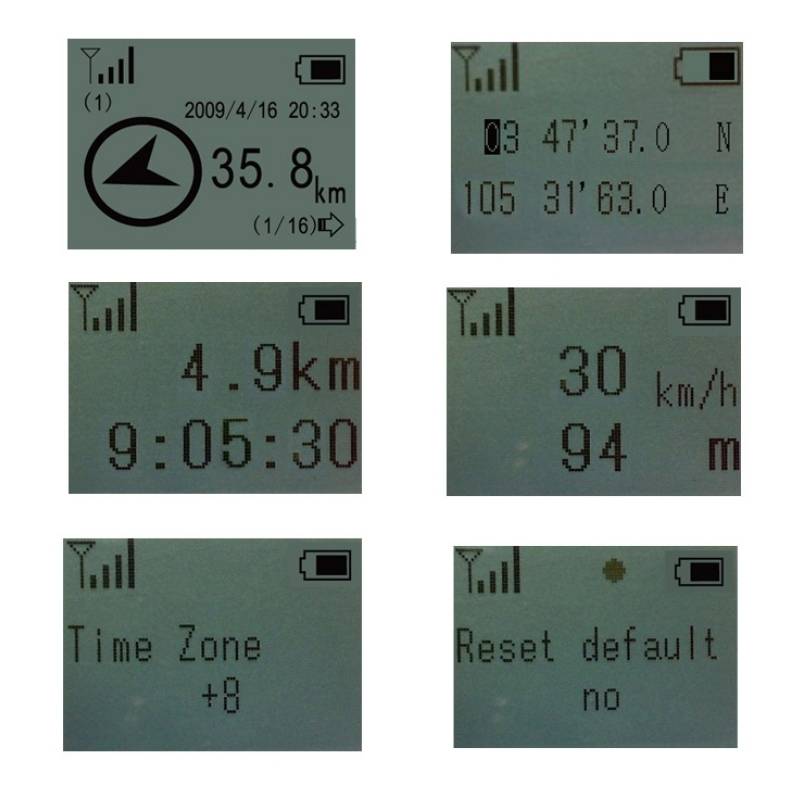 (1)
2009/4/16 20:33
35.8km
(1/16)
03 47'37.0 N
105 31'63.0 E
4.9km
9:05:30
30 km/h
94 m
Time Zone
+8
Reset default
no